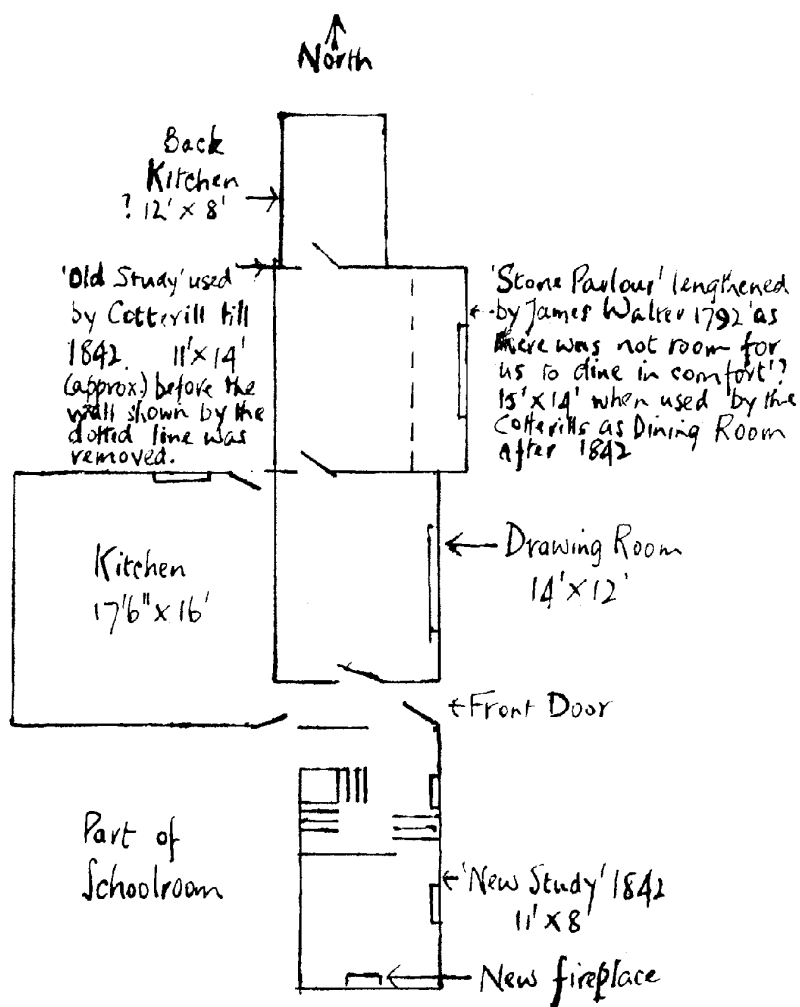 North
Back
Kitchen
? 12' x 8'
'Old Study' used
by Cotterill till
1842. 11' x 14'
(approx.) before the
wall shown by the
dotted line was
removed.
'Stone Parlour' lengthened
by James Walter 1792 'as
there was not room for
us to dine in comfort'?
15' x 14' when used by the
Cotterills as Dining Room
After 1842
Kitchen
17'6" x 16'
Drawing Room
14' x 12'
Front Door
Part of
Schoolroom
'New Study' 1842
11' x 8'
New fireplace